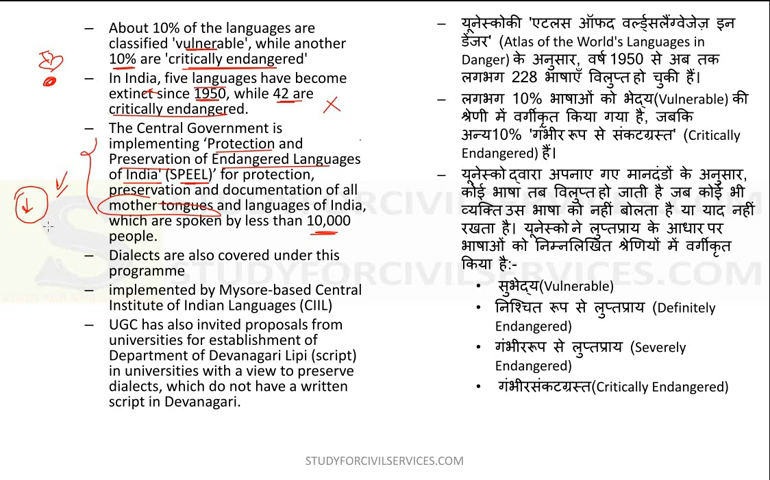 – About 10% of the languages are
classified 'vulnerable', while another
10% are 'critically endangered'
– In India, five languages have become
extinct since 1950, while 42 are
critically endangered.
– The Central Government is
implementing 'Protection and
Preservation of Endangered Languages
of India' (SPEEL)' for protection,
preservation and documentation of all
mother tongues and languages of India,
which are spoken by less than 10,000
people.
– Dialects are also covered under this
programme
– implemented by Mysore-based Central
Institute of Indian Languages (CIIL)
– UGC has also invited proposals from
universities for establishment of
Department of Devanagari Lipi (script)
in universities with a view to preserve
dialects, which do not have a written
script in Devanagari.
– यूनेस्कोकी 'एटलस ऑफद वर्ल्ड्सलैंग्वेजेज़ इन
डेंजर' (Atlas of the World's Languages in
Danger) के अनुसार, वर्ष 1950 से अब तक
लगभग 228 भाषाएँ विलुप्त हो चुकी हैं।
– लगभग 10% भाषाओं को भेद्य(Vulnerable) की
श्रेणी में वर्गीकृत किया गया है, जबकि
अन्य10% 'गंभीर रूप से संकटग्रस्त' (Critically
Endangered) हैं।
– यूनेस्को द्वारा अपनाए गए मानदंडों के अनुसार,
कोई भाषा तब विलुप्त हो जाती है जब कोई भी
व्यक्ति उस भाषा को नहीं बोलता है या याद नहीं
रखता है। यूनेस्को ने लुप्तप्राय के आधार पर
भाषाओं को निम्नलिखित श्रेणियों में वर्गीकृत
किया है:-
• सुभेद्य(Vulnerable)
• निश्चित रूप से लुप्तप्राय (Definitely
Endangered)
• गंभीररूप से लुप्तप्राय (Severely
Endangered)
• गंभीरसंकटग्रस्त(Critically Endangered)
STUDYFORCIVILSERVICES.COM